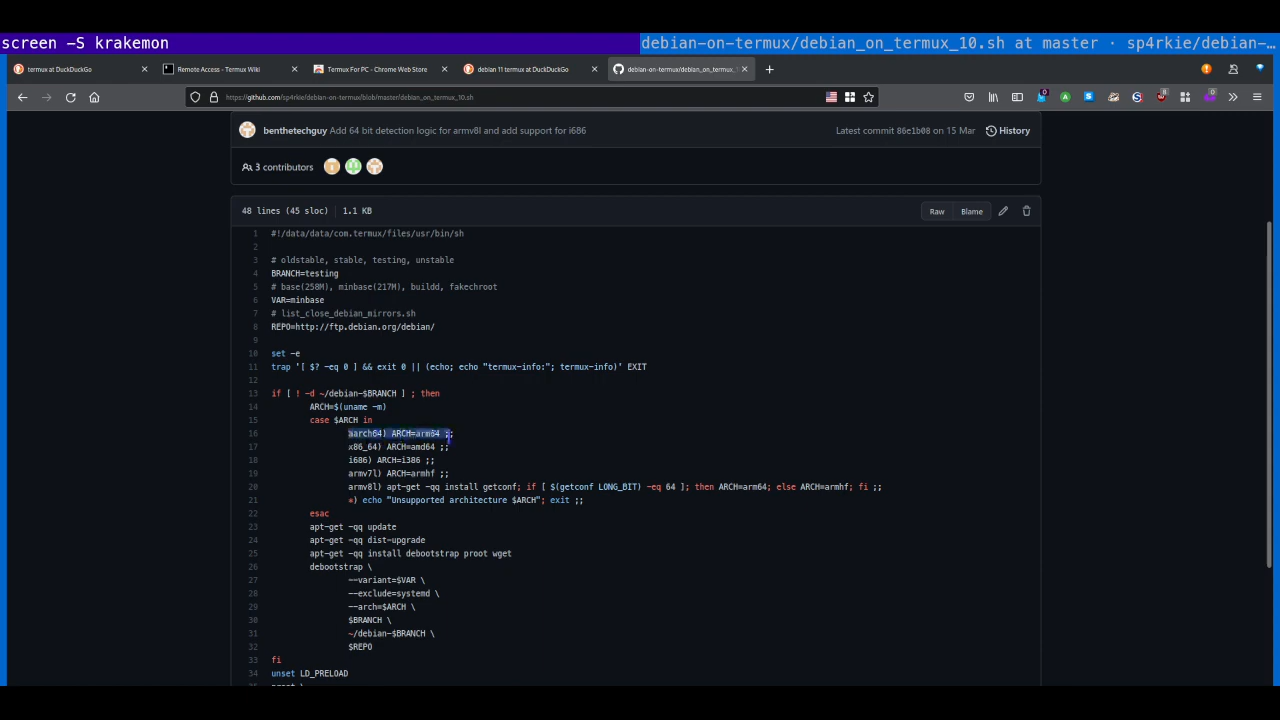 screen -S krakemon
debian-on-termux/debian_on_termux_10.sh at master · sp4rkie/debian-…
termux at DuckDuckGo
Remote Access - Termux Wiki
Termux For PC - Chrome Web Store
debian 11 termux at DuckDuckGo
debian-on-termux/debian_on_termux_
https://github.com/sp4rkie/debian-on-termux/blob/master/debian_on_termux_10.sh
benthetechguy Add 64 bit detection logic for armv8l and add support for i686
Latest commit 86e1b08 on 15 Mar
History
3 contributors
48 lines (45 sloc) | 1.1 KB
Raw
Blame
1 #!/data/data/com.termux/files/usr/bin/sh
2
3 # oldstable, stable, testing, unstable
4 BRANCH=testing
5 # base(258M), minbase(217M), buildd, fakechroot
6 VAR=minbase
7 # list_close_debian_mirrors.sh
8 REPO=http://ftp.debian.org/debian/
9
10 set -e
11 trap '[ $? -eq 0 ] && exit 0 || (echo; echo "termux-info:"; termux-info)' EXIT
12
13 if [ ! -d ~/debian-$BRANCH ] ; then
14 ARCH=$(uname -m)
15 case $ARCH in
16 aarch64) ARCH=arm64 ;;
17 x86_64) ARCH=amd64 ;;
18 i686) ARCH=i386 ;;
19 armv7l) ARCH=armhf ;;
20 armv8l) apt-get -qq install getconf; if [ $(getconf LONG_BIT) -eq 64 ]; then ARCH=arm64; else ARCH=armhf; fi ;;
21 *) echo "Unsupported architecture $ARCH"; exit ;;
22 esac
23 apt-get -qq update
24 apt-get -qq dist-upgrade
25 apt-get -qq install debootstrap proot wget
26 debootstrap \
27 --variant=$VAR \
28 --exclude=systemd \
29 --arch=$ARCH \
30 $BRANCH \
31 ~/debian-$BRANCH \
32 $REPO
33 fi
34 unset LD_PRELOAD